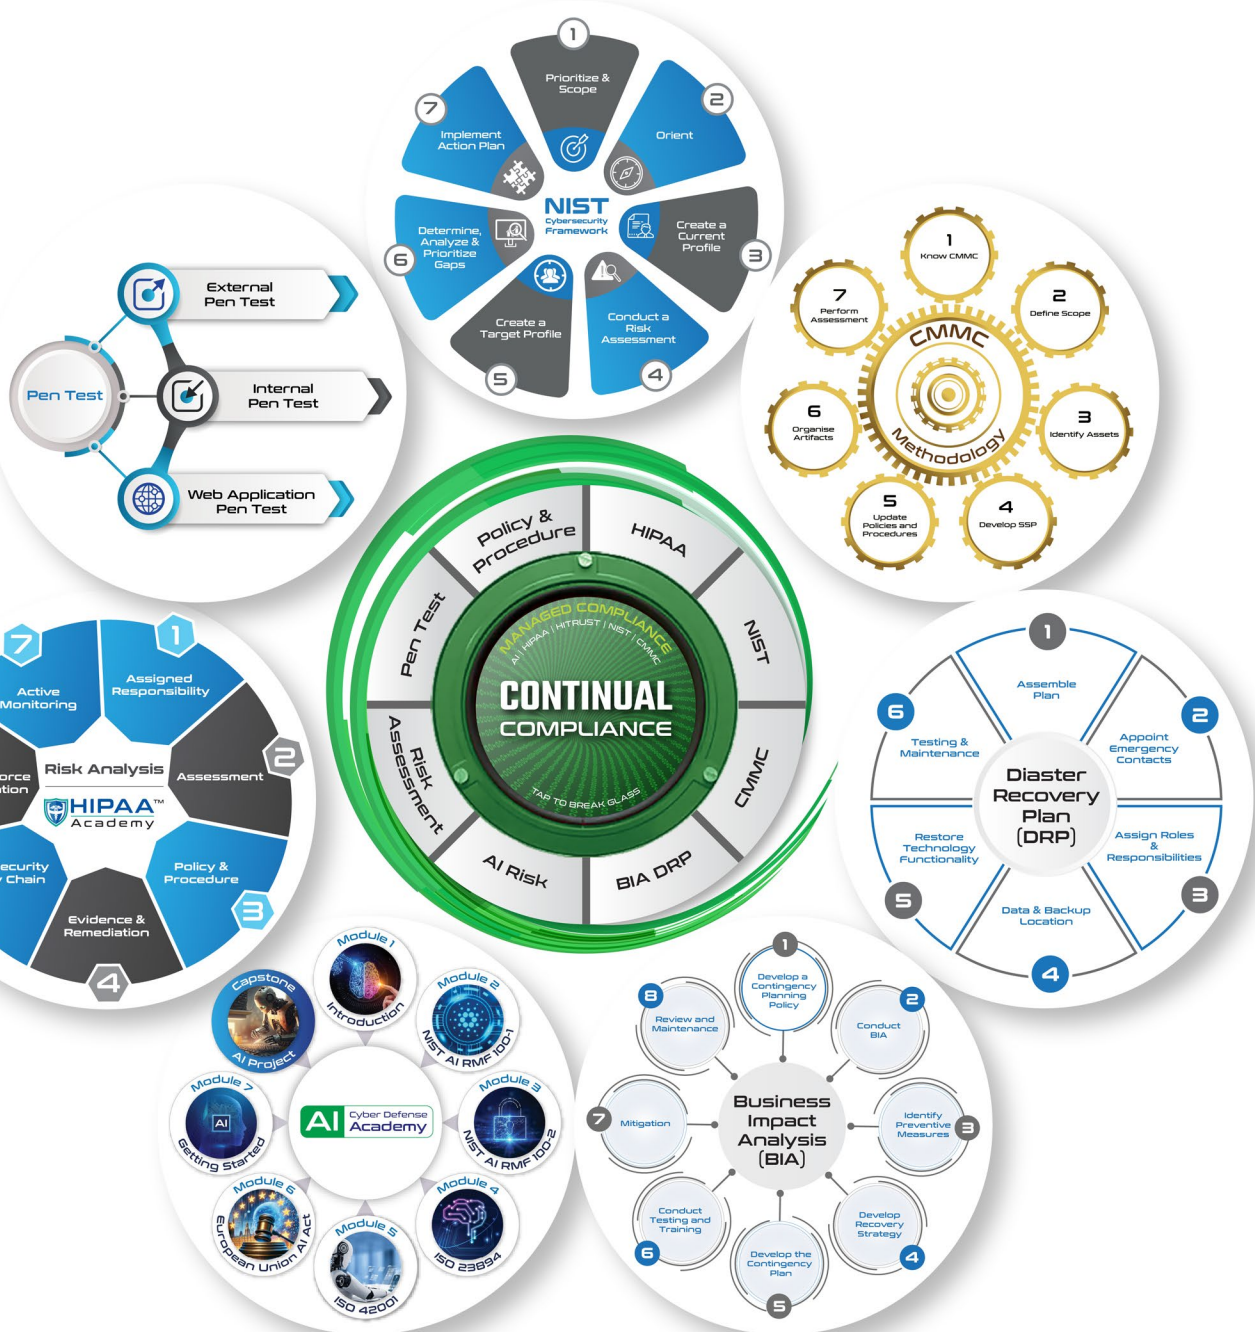 1
Prioritize &
Scope
2
Orient
3
Create a
Current
Profile
4
Conduct a
Risk
Assessment
5
Create a
Target Profile
6
Determine,
Analyze &
Prioritize
Gaps
7
Implement
Action Plan
NIST
Cybersecurity
Framework
Pen Test
External
Pen Test
Internal
Pen Test
Web Application
Pen Test
CMMC
Methodology
1
Know CMMC
2
Define Scope
3
Identify Assets
4
Develop SSP
5
Update
Policies and
Procedures
6
Organise
Artifacts
7
Perform
Assessment
Policy &
Procedure
HIPAA
NIST
CMMC
BIA DRP
AI Risk
Risk
Assessment
Pen Test
MANAGED COMPLIANCE
AI | HIPAA | HITRUST | NIST | CMMC
CONTINUAL
COMPLIANCE
TAP TO BREAK GLASS
Risk Analysis
HIPAA™
Academy
1
Assigned
Responsibility
2
Assessment
3
Policy &
Procedure
4
Evidence &
Remediation
ecurity
Chain
orce
ation
7
Active
Monitoring
Diaster
Recovery
Plan
(DRP)
1
Assemble
Plan
2
Appoint
Emergency
Contacts
3
Assign Roles
&
Responsibilities
4
Data & Backup
Location
5
Restore
Technology
Functionality
6
Testing &
Maintenance
AI Cyber Defense
Academy
Module 1
Introduction
Module 2
NIST AI RMF 100-1
Module 3
NIST AI RMF 100-2
Module 4
ISO 23894
Module 5
ISO 42001
Module 6
European Union AI Act
Module 7
AI
Getting Started
Capstone
AI Project
Business
Impact
Analysis
(BIA)
1
Develop a
Contingency
Planning
Policy
2
Conduct
BIA
3
Identify
Preventive
Measures
4
Develop
Recovery
Strategy
5
Develop the
Contingency
Plan
6
Conduct
Testing and
Training
7
Mitigation
8
Review and
Maintenance